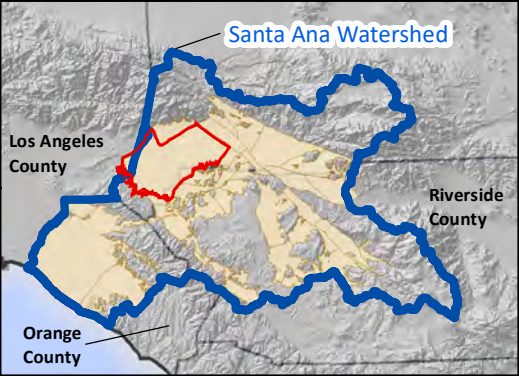 Santa Ana Watershed
Los Angeles
County
Riverside
County
Orange
County